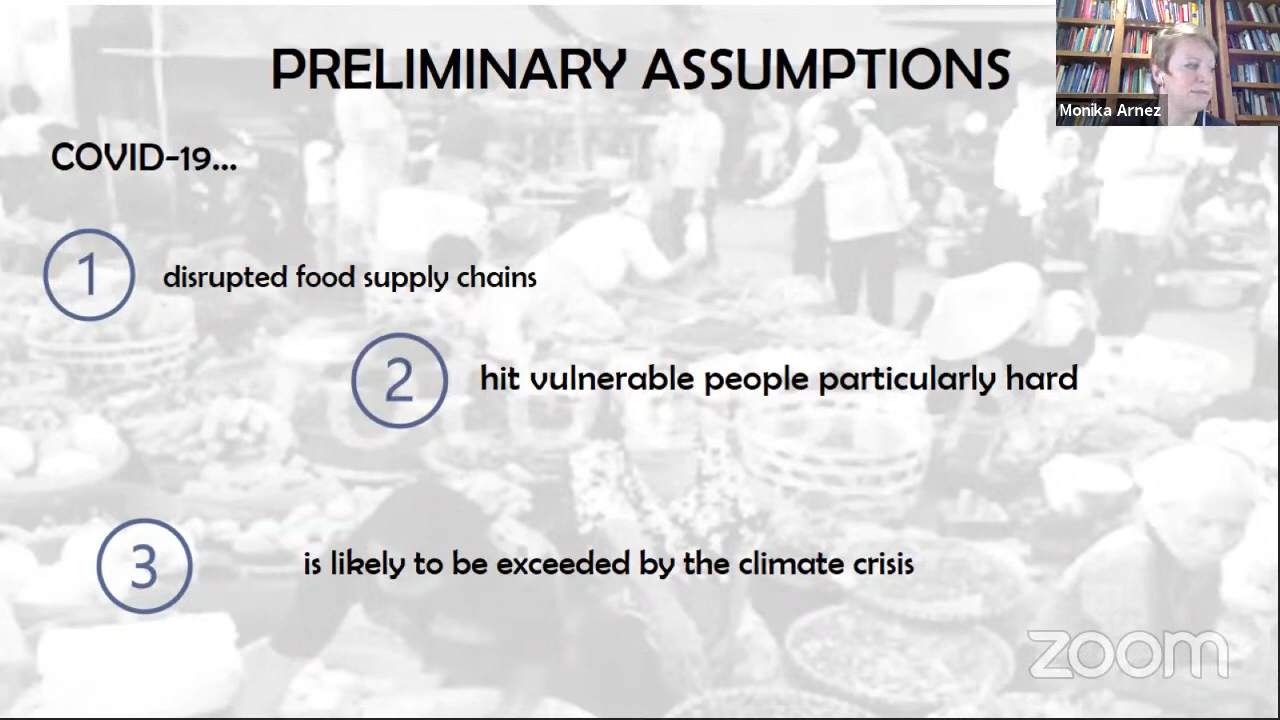 PRELIMINARY ASSUMPTIONS
Monika Arnez
COVID-19...
1 disrupted food supply chains
2 hit vulnerable people particularly hard
3 is likely to be exceeded by the climate crisis
zoom